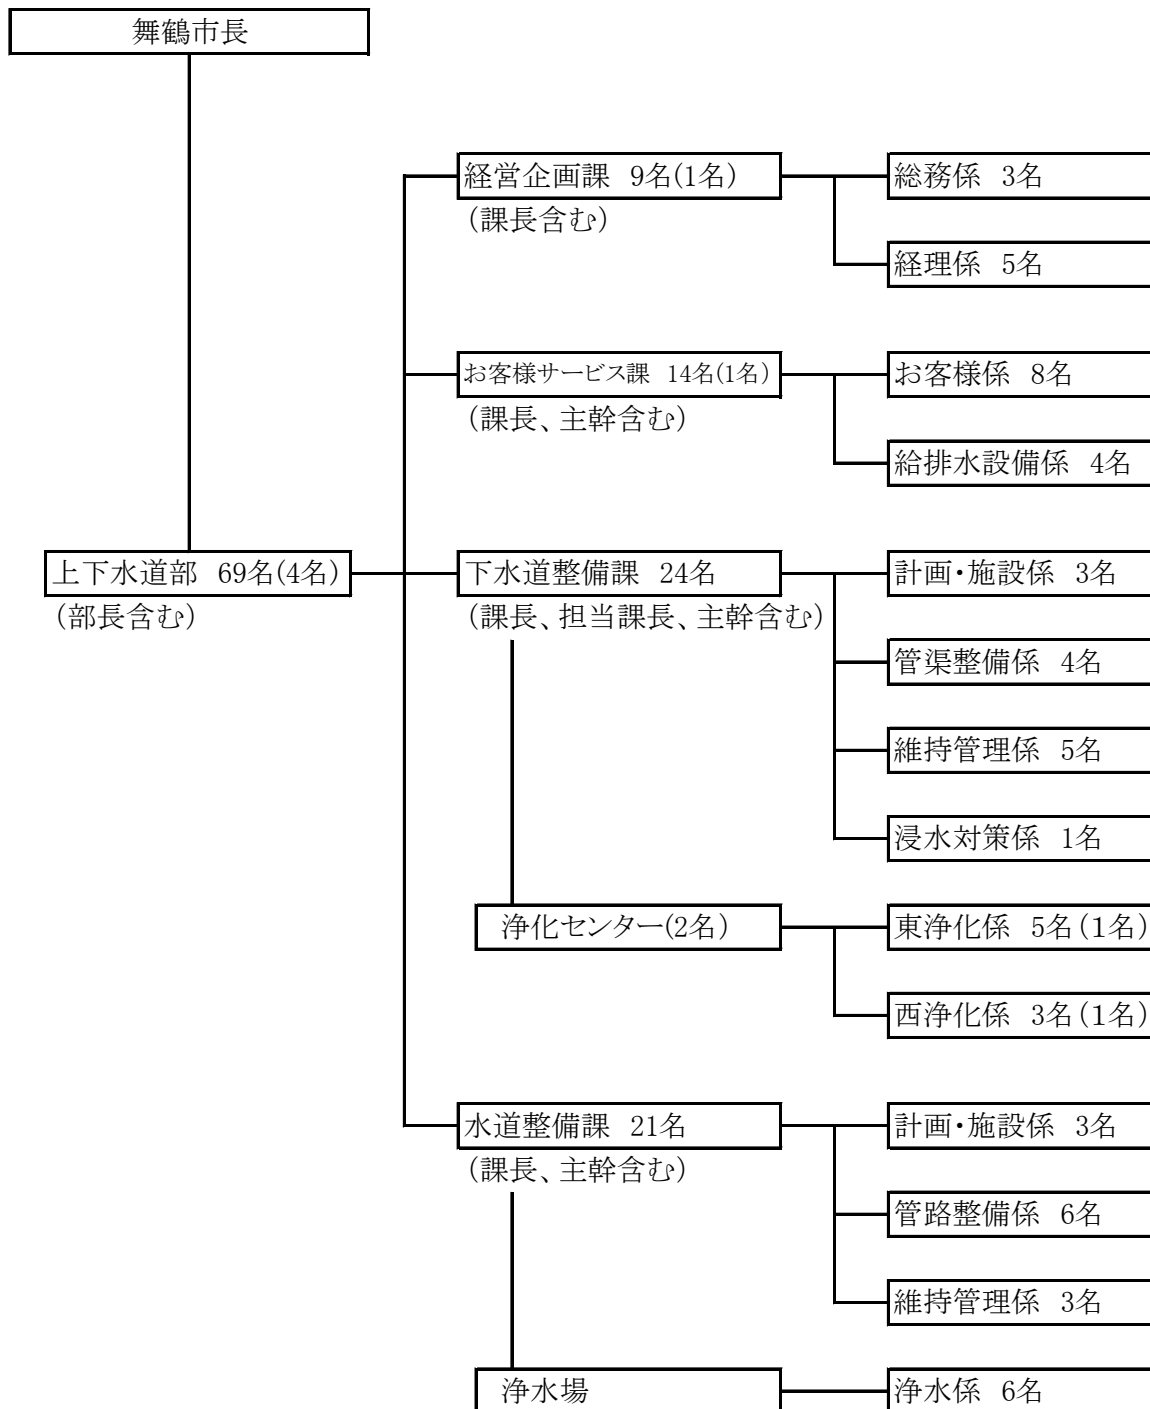 舞鶴市長
経営企画課 9名(1名)
(課長含む)
総務係 3名
経理係 5名
お客様サービス課 14名(1名)
(課長、主幹含む)
お客様係 8名
給排水設備係 4名
上下水道部 69名(4名)
(部長含む)
下水道整備課 24名
(課長、担当課長、主幹含む)
計画・施設係 3名
管渠整備係 4名
維持管理係 5名
浸水対策係 1名
浄化センター(2名)
東浄化係 5名(1名)
西浄化係 3名(1名)
水道整備課 21名
(課長、主幹含む)
計画・施設係 3名
管路整備係 6名
維持管理係 3名
浄水場
浄水係 6名